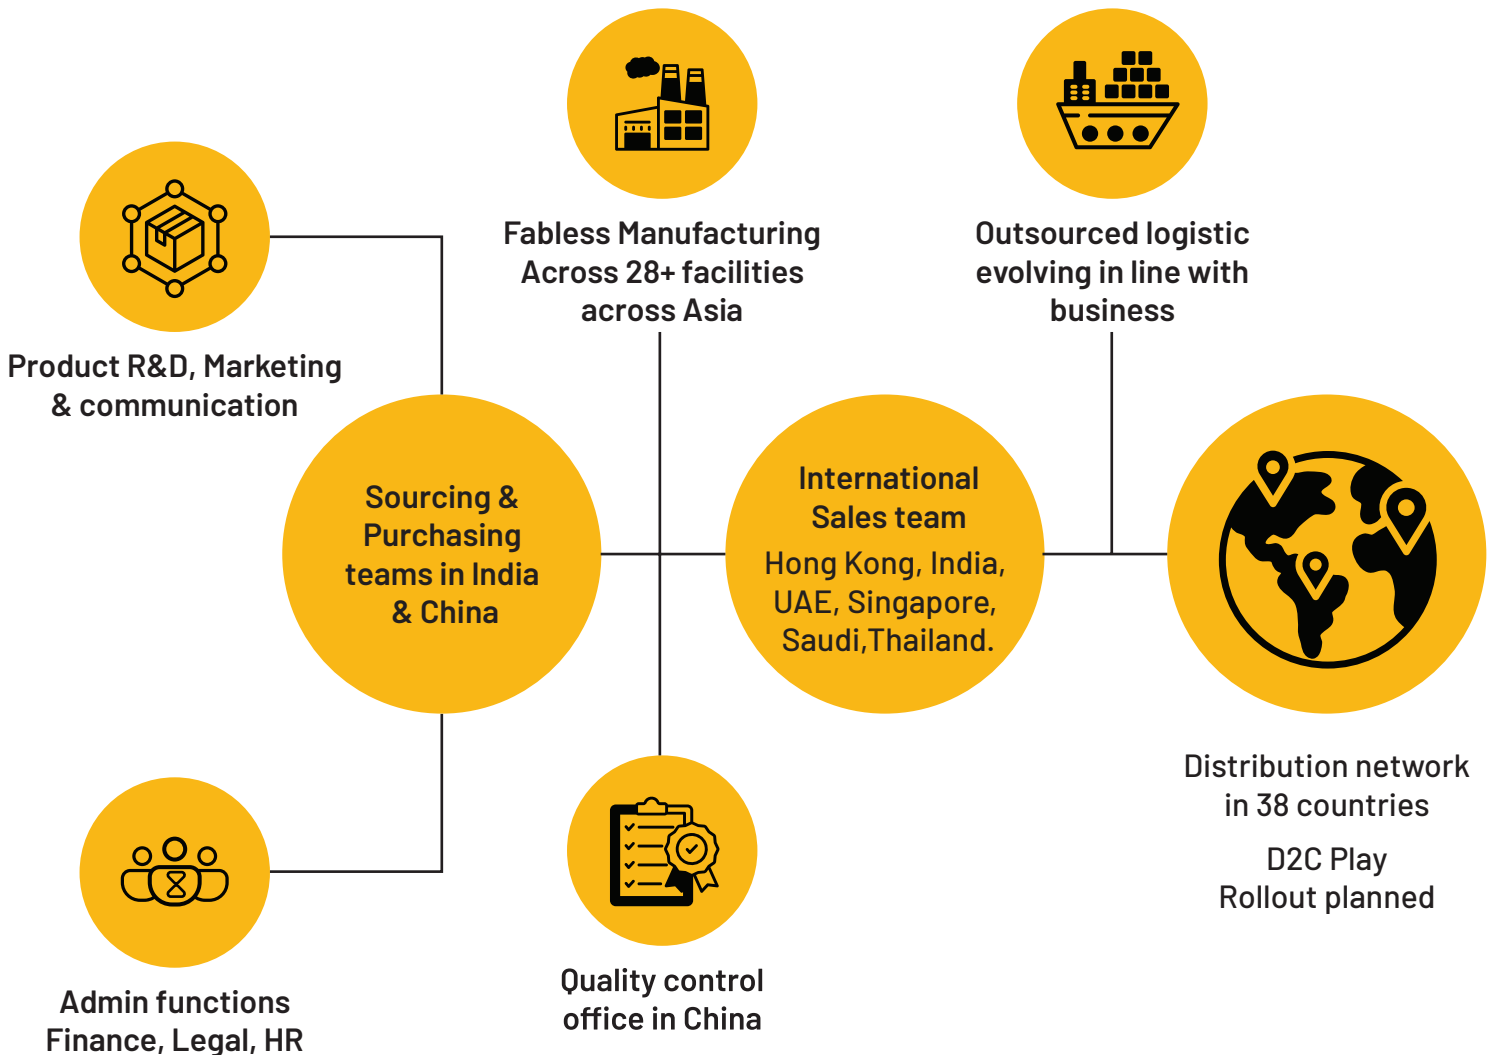 Fabless Manufacturing
Across 28+ facilities
across Asia
Outsourced logistic
evolving in line with
business
Product R&D, Marketing
& communication
Sourcing &
Purchasing
teams in India
& China
International
Sales team
Hong Kong, India,
UAE, Singapore,
Saudi,Thailand.
Distribution network
in 38 countries
D2C Play
Rollout planned
Admin functions
Finance, Legal, HR
Quality control
office in China